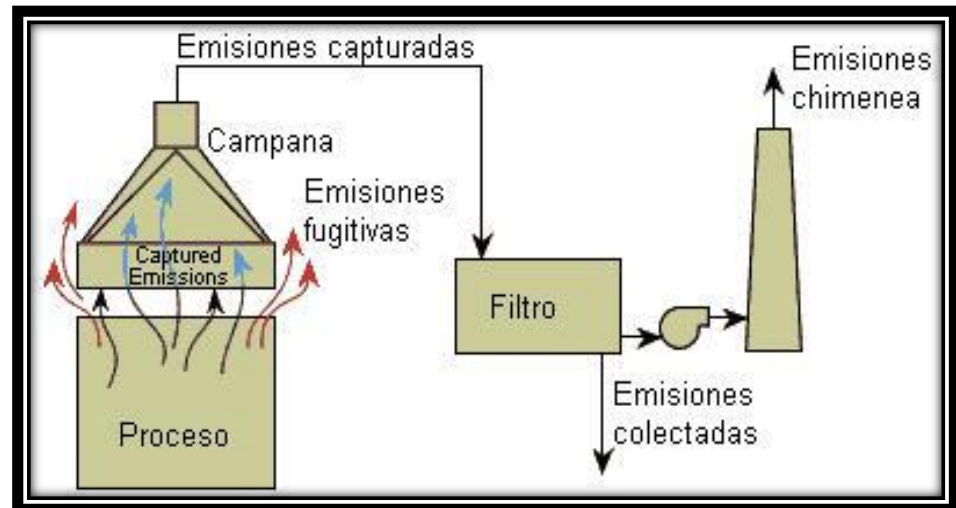 Emisiones capturadas
Campana
Emisiones
fugitivas
Captured
Emissions
Proceso
Filtro
Emisiones
colectadas
Emisiones
chimenea